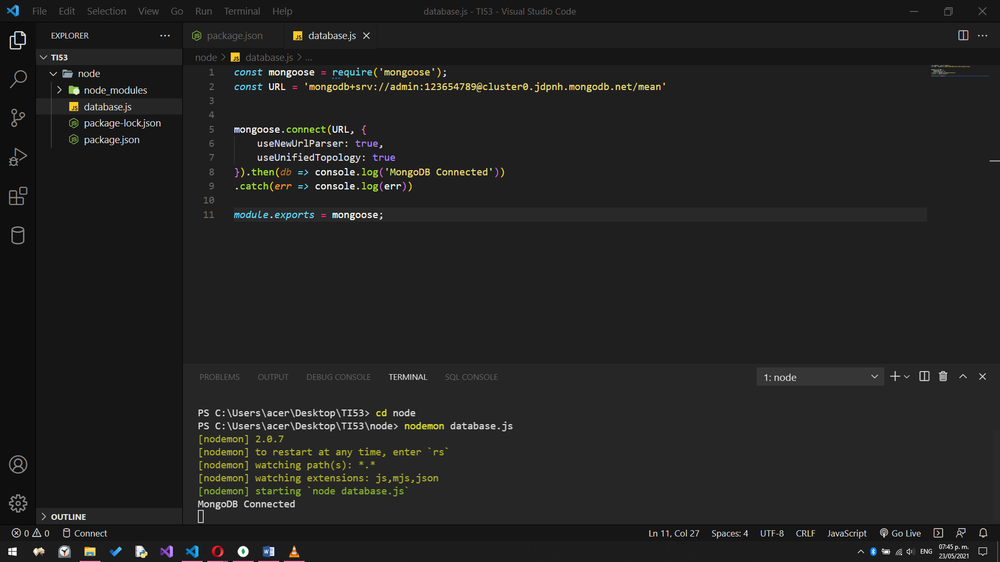 File Edit Selection View Go Run Terminal Help
database.js - TI53 - Visual Studio Code
EXPLORER
TI53
node
node_modules
database.js
package-lock.json
package.json
OUTLINE
package.json
database.js
node > database.js > ...
1 const mongoose = require('mongoose');
2 const URL = 'mongodb+srv://admin:123654789@cluster0.jdpnh.mongodb.net/mean'
3
4
5 mongoose.connect(URL, {
6 useNewUrlParser: true,
7 useUnifiedTopology: true
8 }).then(db => console.log('MongoDB Connected'))
9 .catch(err => console.log(err))
10
11 module.exports = mongoose;
PROBLEMS OUTPUT DEBUG CONSOLE TERMINAL SQL CONSOLE
1: node
PS C:\Users\acer\Desktop\TI53> cd node
PS C:\Users\acer\Desktop\TI53\node> nodemon database.js
[nodemon] 2.0.7
[nodemon] to restart at any time, enter `rs`
[nodemon] watching path(s): *.*
[nodemon] watching extensions: js,mjs,json
[nodemon] starting `node database.js`
MongoDB Connected
0 0 Connect
Ln 11, Col 27 Spaces: 4 UTF-8 CRLF JavaScript Go Live
ENG
07:45 p. m.
23/05/2021